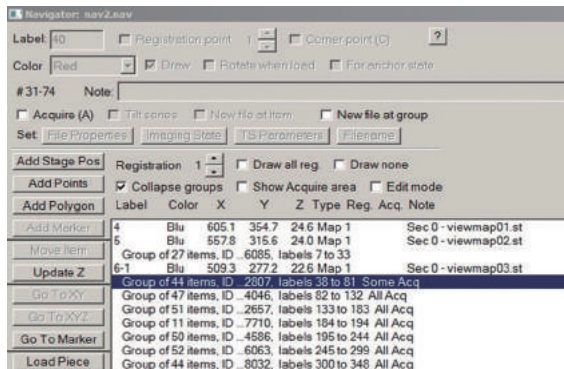 Navigator: nav2.nav
Label: 40 Registration point 1 Corner point (C) ?
Color Red Draw Rotate when load For anchor state
# 31-74 Note:
Acquire (A) Tilt series New file at item New file at group
Set: File Properties Imaging State TS Parameters Filename
Add Stage Pos Registration 1 Draw all reg. Draw none
Add Points Collapse groups Show Acquire area Edit mode
Add Polygon Label Color X Y Z Type Reg. Acq. Note
Add Marker 4 Blu 605.1 354.7 24.6 Map 1 Sec 0 - viewmap01.st
5 Blu 557.8 315.6 24.0 Map 1 Sec 0 - viewmap02.st
Move Item Group of 27 items, ID ...6085, labels 7 to 33
Update Z 6-1 Blu 509.3 277.2 22.6 Map 1 Sec 0 - viewmap03.st
Group of 44 items, ID ...2807, labels 38 to 81 Some Acq
Go To XY Group of 47 items, ID ...4046, labels 82 to 132 All Acq
Go To XYZ Group of 51 items, ID ...2657, labels 133 to 183 All Acq
Group of 11 items, ID ...7710, labels 184 to 194 All Acq
Go To Marker Group of 50 items, ID ...4586, labels 195 to 244 All Acq
Group of 52 items, ID ...6063, labels 245 to 299 All Acq
Load Piece Group of 44 items, ID ...8032, labels 300 to 348 All Acq